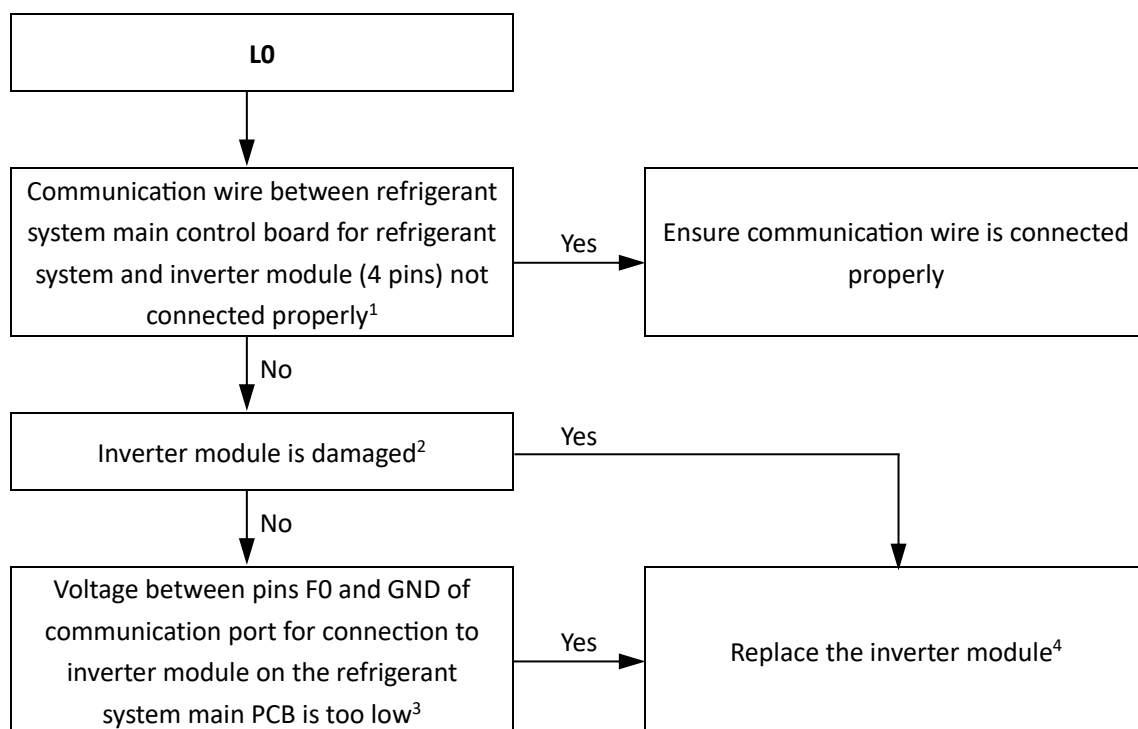 L0
Communication wire between refrigerant
system main control board for refrigerant
system and inverter module (4 pins) not
connected properly¹
Yes
Ensure communication wire is connected
properly
No
Inverter module is damaged²
Yes
No
Voltage between pins F0 and GND of
communication port for connection to
inverter module on the refrigerant
system main PCB is too low³
Yes
Replace the inverter module⁴